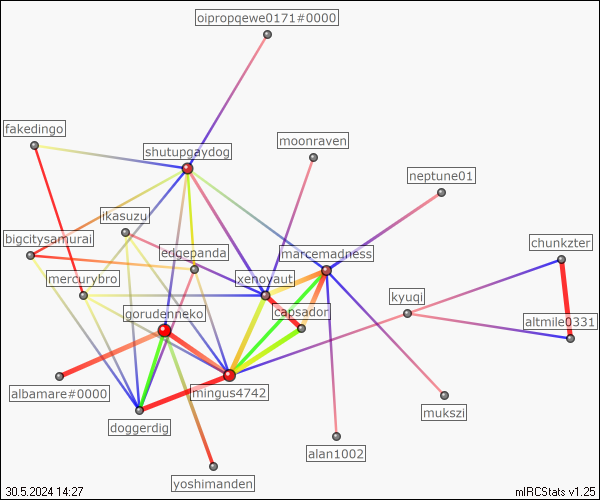 oipropqewe0171#0000
fakedingo
moonraven
shutupgaydog
neptune01
ikasuzu
bigcitysamurai
edgepanda
marcemadness
chunkzter
mercurybro
xenoyaut
kyuqi
gorudenneko
capsador
altmile0331
albamare#0000
mingus4742
mukszi
doggerdig
alan1002
yoshimanden
30.5.2024 14:27
mIRCStats v1.25